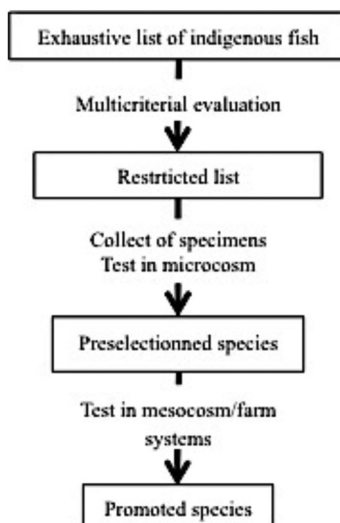 Exhaustive list of indigenous fish
Multicriterial evaluation
Restrticted list
Collect of specimens
Test in microcosm
Preselectionned species
Test in mesocosm/farm
systems
Promoted species